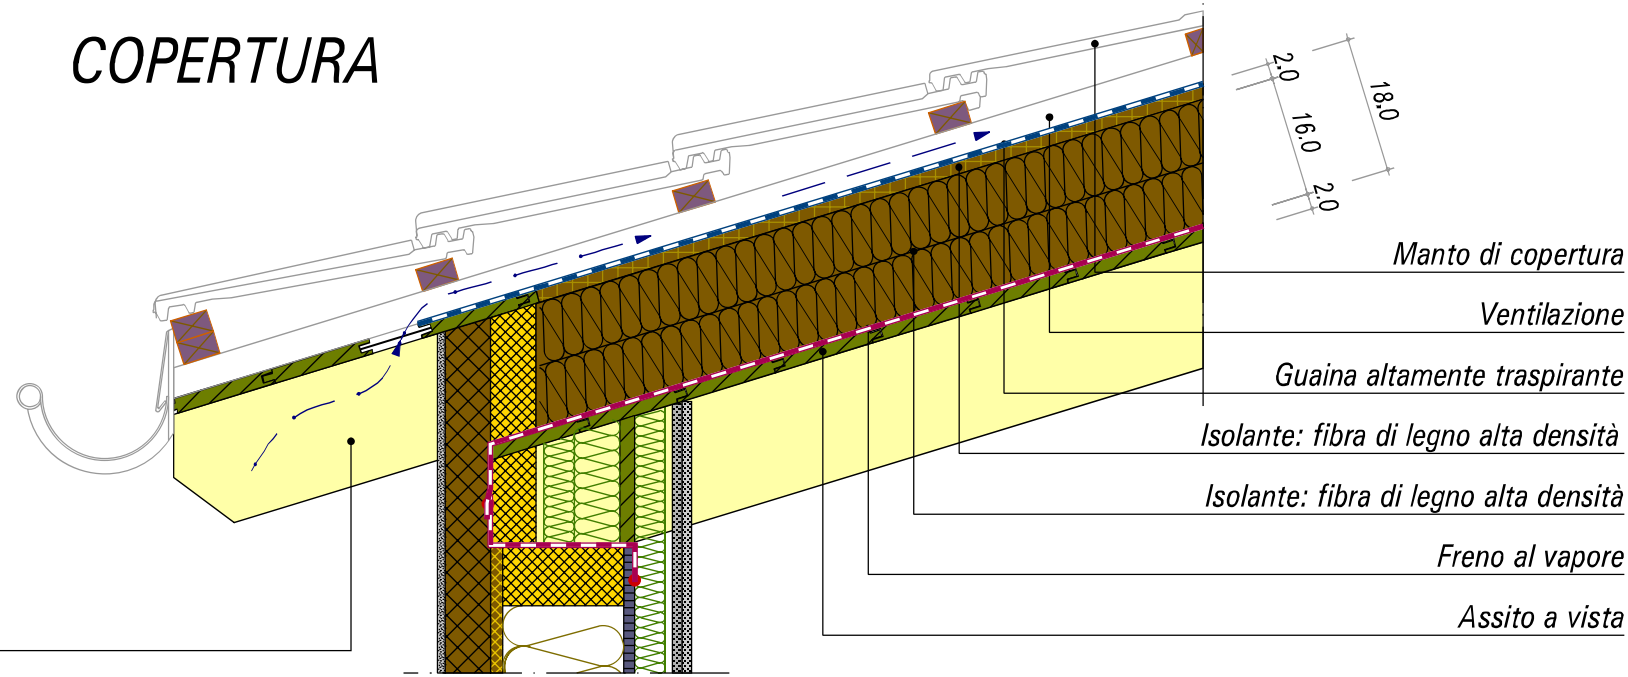 COPERTURA
2.0
16.0
2.0
18.0
Manto di copertura
Ventilazione
Guaina altamente traspirante
Isolante: fibra di legno alta densità
Isolante: fibra di legno alta densità
Freno al vapore
Assito a vista